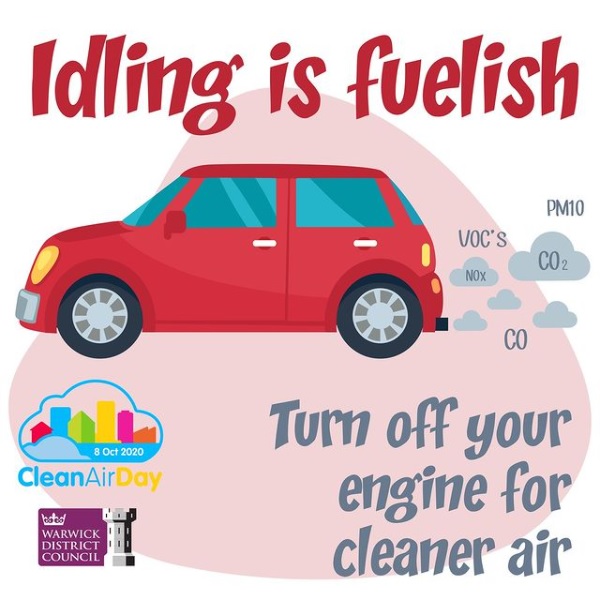 Idling is fuelish
PM10
VOC'S
CO2
NOx
CO
Turn off your
engine for
cleaner air
8 Oct 2020
CleanAirDay
WARWICK
DISTRICT
COUNCIL